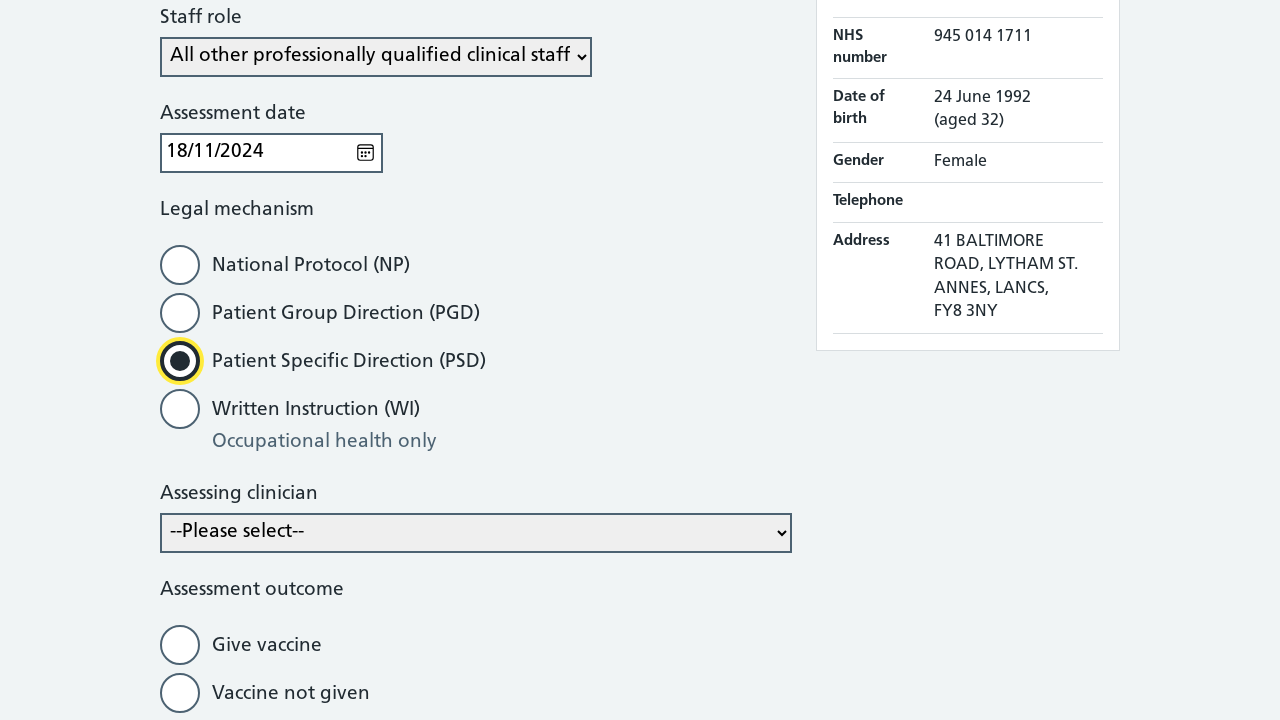 Staff role
All other professionally qualified clinical staff
Assessment date
18/11/2024
Legal mechanism
National Protocol (NP)
Patient Group Direction (PGD)
Patient Specific Direction (PSD)
Written Instruction (WI)
Occupational health only
Assessing clinician
--Please select--
Assessment outcome
Give vaccine
Vaccine not given
NHS number
945 014 1711
Date of birth
24 June 1992
(aged 32)
Gender
Female
Telephone
Address
41 BALTIMORE
ROAD, LYTHAM ST.
ANNES, LANCS,
FY8 3NY